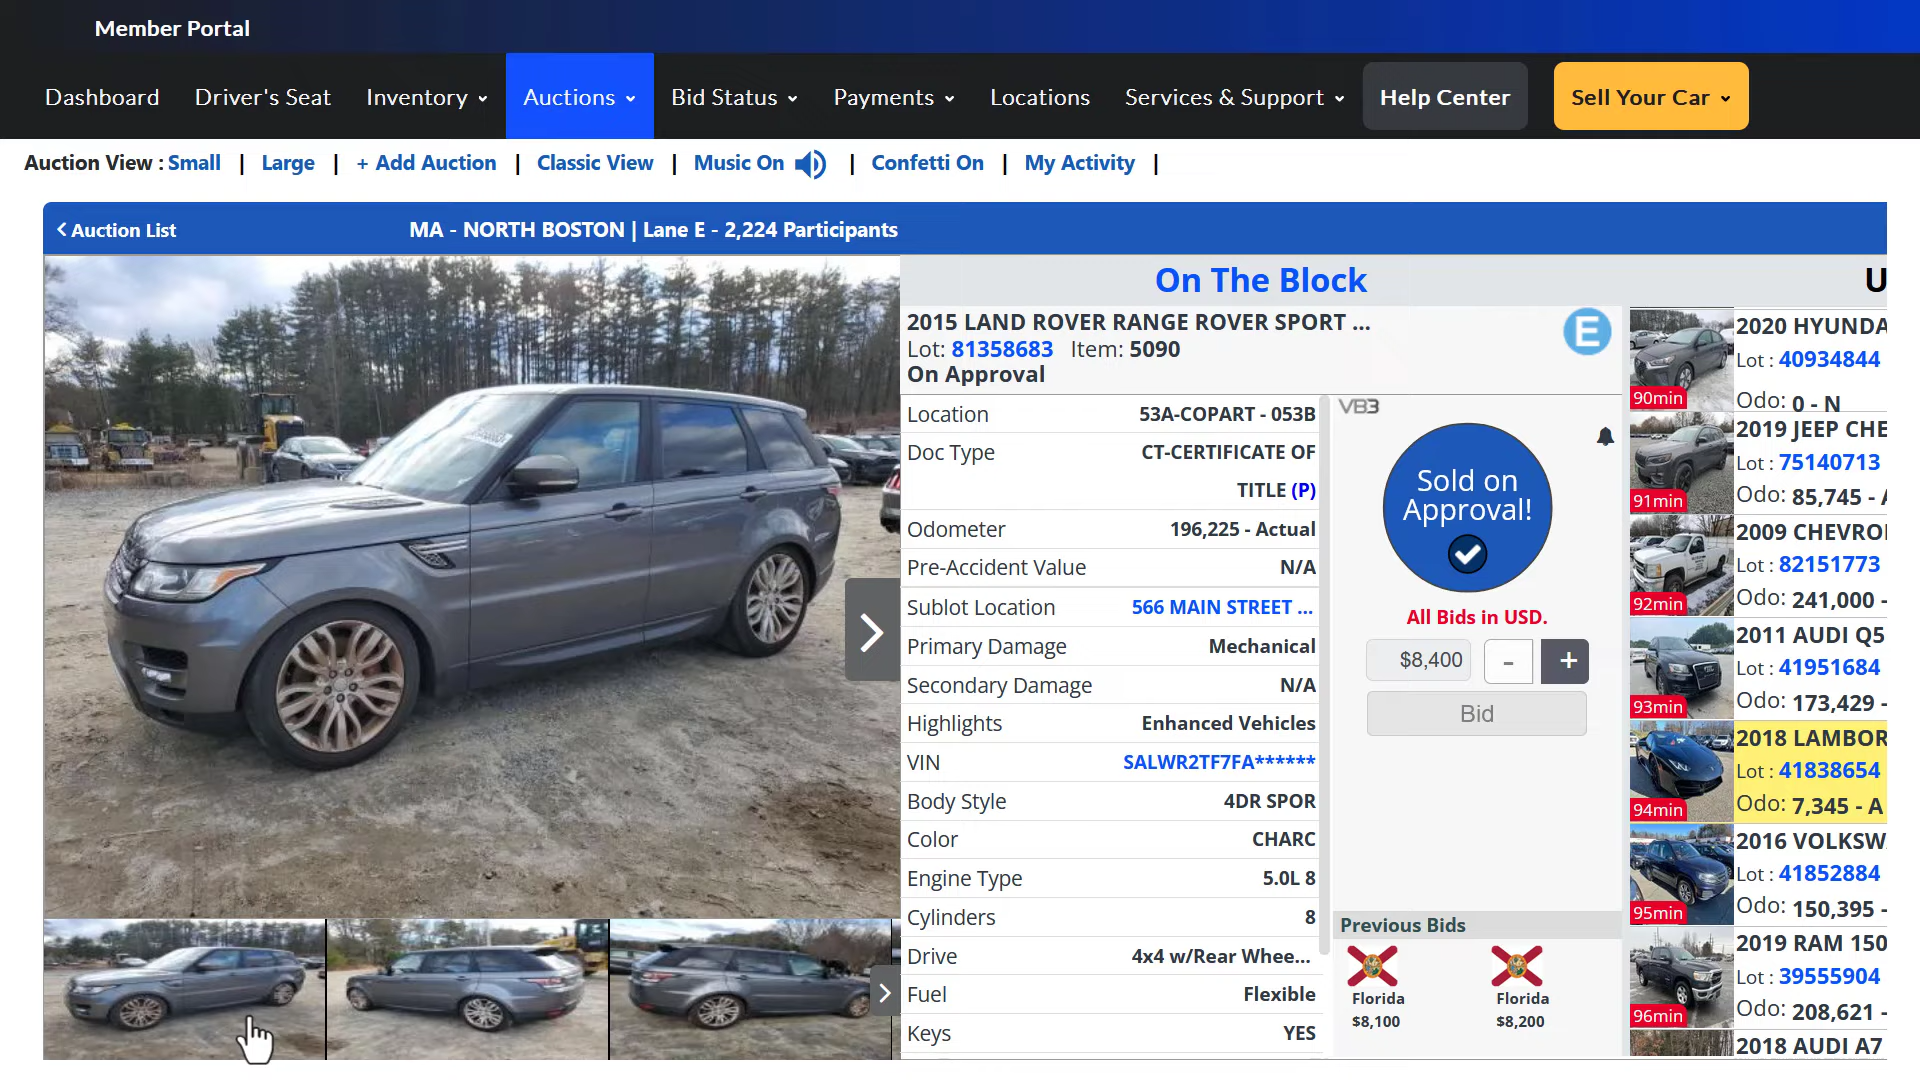 Member Portal
Dashboard Driver's Seat Inventory Auctions Bid Status Payments Locations Services & Support Help Center Sell Your Car
Auction View : Small | Large | + Add Auction | Classic View | Music On | Confetti On | My Activity |
Auction List
MA - NORTH BOSTON | Lane E - 2,224 Participants
On The Block
2015 LAND ROVER RANGE ROVER SPORT ...
Lot: 81358683 Item: 5090
On Approval
E
Location 53A-COPART - 053B
Doc Type CT-CERTIFICATE OF
TITLE (P)
Odometer 196,225 - Actual
Pre-Accident Value N/A
Sublot Location 566 MAIN STREET ...
Primary Damage Mechanical
Secondary Damage N/A
Highlights Enhanced Vehicles
VIN SALWR2TF7FA******
Body Style 4DR SPOR
Color CHARC
Engine Type 5.0L 8
Cylinders 8
Drive 4x4 w/Rear Whee...
Fuel Flexible
Keys YES
VB3
Sold on
Approval!
All Bids in USD.
$8,400 - +
Bid
Previous Bids
Florida Florida
$8,100 $8,200
U
2020 HYUNDA
Lot : 40934844
Odo: 0 - N
90min
2019 JEEP CHE
Lot : 75140713
Odo: 85,745 - A
91min
2009 CHEVROL
Lot : 82151773
Odo: 241,000 -
92min
2011 AUDI Q5
Lot : 41951684
Odo: 173,429 -
93min
2018 LAMBOR
Lot : 41838654
Odo: 7,345 - A
94min
2016 VOLKSW
Lot : 41852884
Odo: 150,395 -
95min
2019 RAM 150
Lot : 39555904
Odo: 208,621 -
96min
2018 AUDI A7